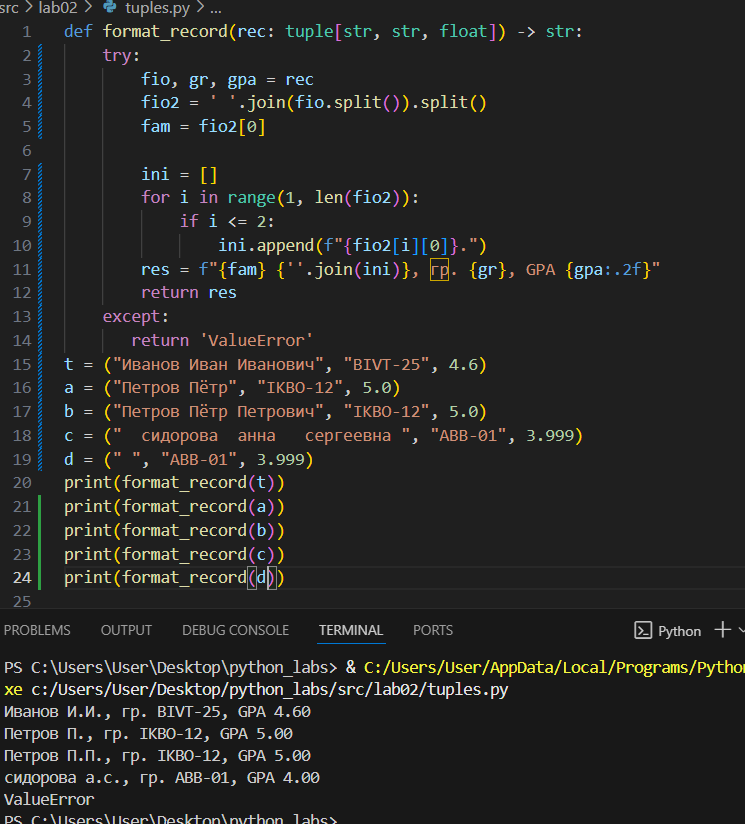 src > lab02 > tuples.py > ...
1 def format_record(rec: tuple[str, str, float]) -> str:
2 try:
3 fio, gr, gpa = rec
4 fio2 = ' '.join(fio.split()).split()
5 fam = fio2[0]
6
7 ini = []
8 for i in range(1, len(fio2)):
9 if i <= 2:
10 ini.append(f"{fio2[i][0]}.")
11 res = f"{fam} {''.join(ini)}, гр. {gr}, GPA {gpa:.2f}"
12 return res
13 except:
14 return 'ValueError'
15 t = ("Иванов Иван Иванович", "BIVT-25", 4.6)
16 a = ("Петров Пётр", "IKBO-12", 5.0)
17 b = ("Петров Пётр Петрович", "IKBO-12", 5.0)
18 c = ("  сидорова  анна   сергеевна ", "ABB-01", 3.999)
19 d = (" ", "ABB-01", 3.999)
20 print(format_record(t))
21 print(format_record(a))
22 print(format_record(b))
23 print(format_record(c))
24 print(format_record(d))
25
PROBLEMS OUTPUT DEBUG CONSOLE TERMINAL PORTS Python
PS C:\Users\User\Desktop\python_labs> & C:/Users/User/AppData/Local/Programs/Python
xe c:/Users/User/Desktop/python_labs/src/lab02/tuples.py
Иванов И.И., гр. BIVT-25, GPA 4.60
Петров П., гр. IKBO-12, GPA 5.00
Петров П.П., гр. IKBO-12, GPA 5.00
сидорова а.с., гр. ABB-01, GPA 4.00
ValueError
PS C:\Users\User\Desktop\python_labs>